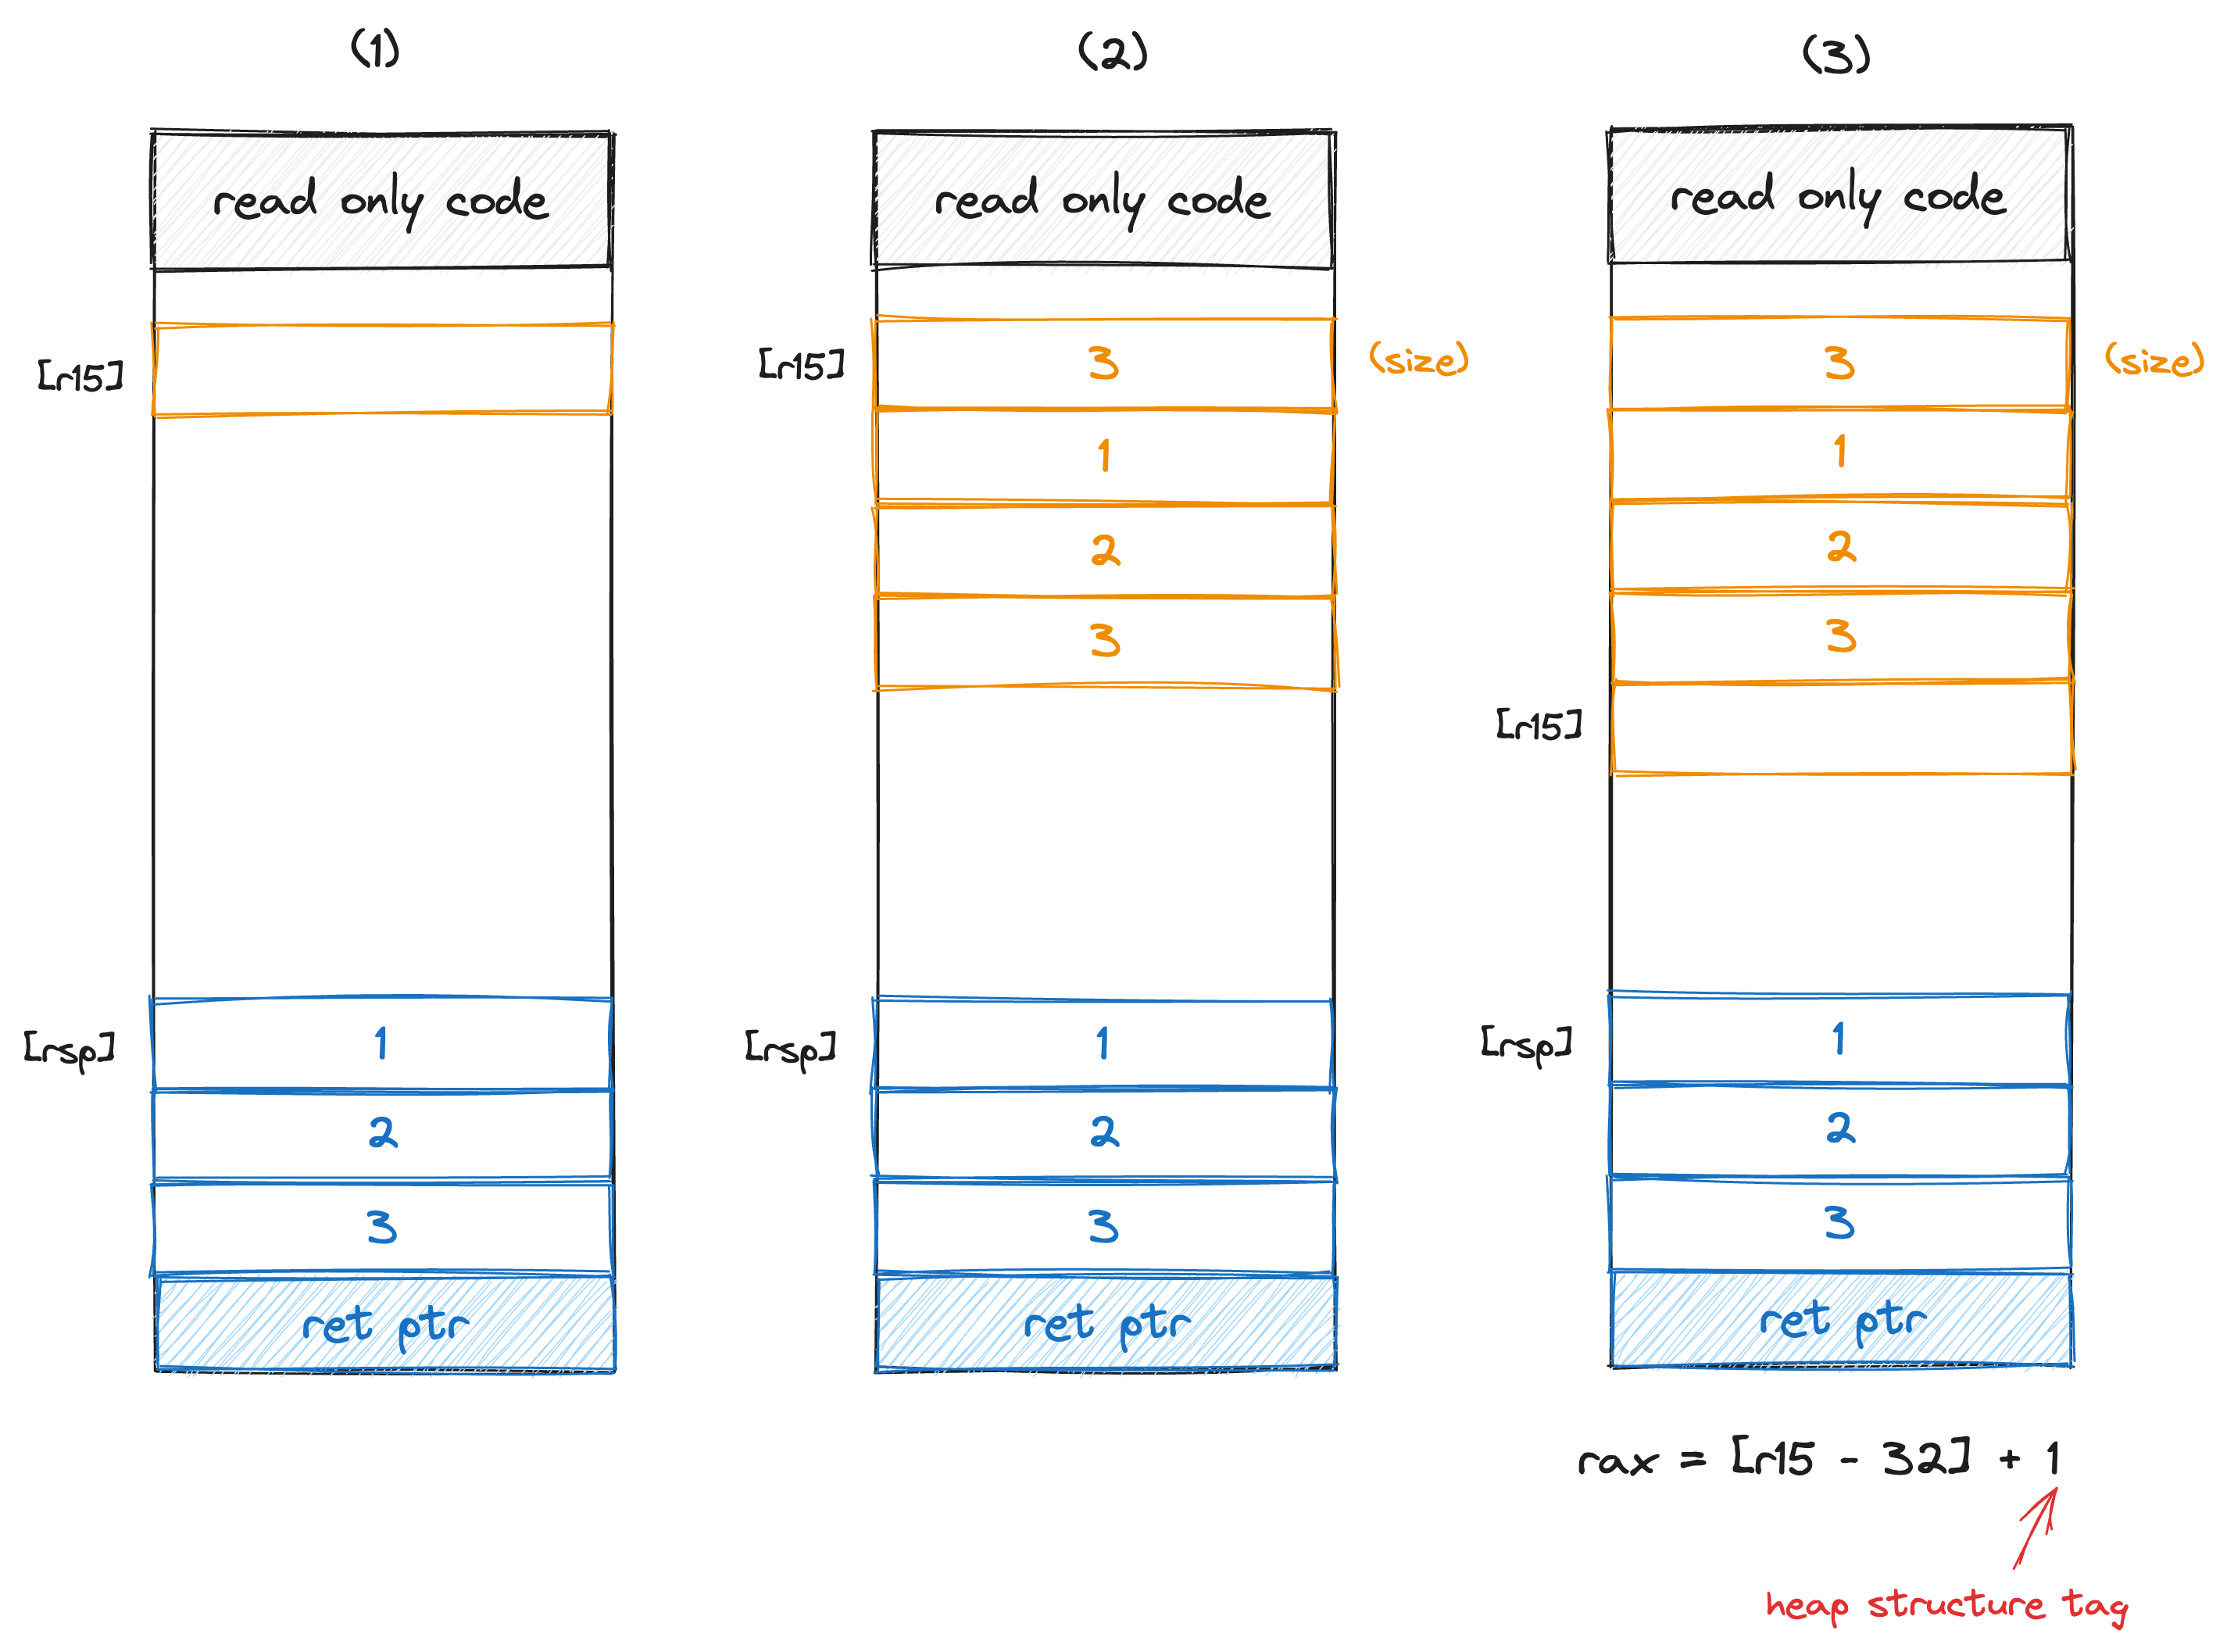 (1)
read only code
[r15]
[rsp]
1
2
3
ret ptr
(2)
read only code
[r15]
3
(size)
1
2
3
[rsp]
1
2
3
ret ptr
(3)
read only code
3
(size)
1
2
3
[r15]
[rsp]
1
2
3
ret ptr
rax = [r15 - 32] + 1
heap structure tag